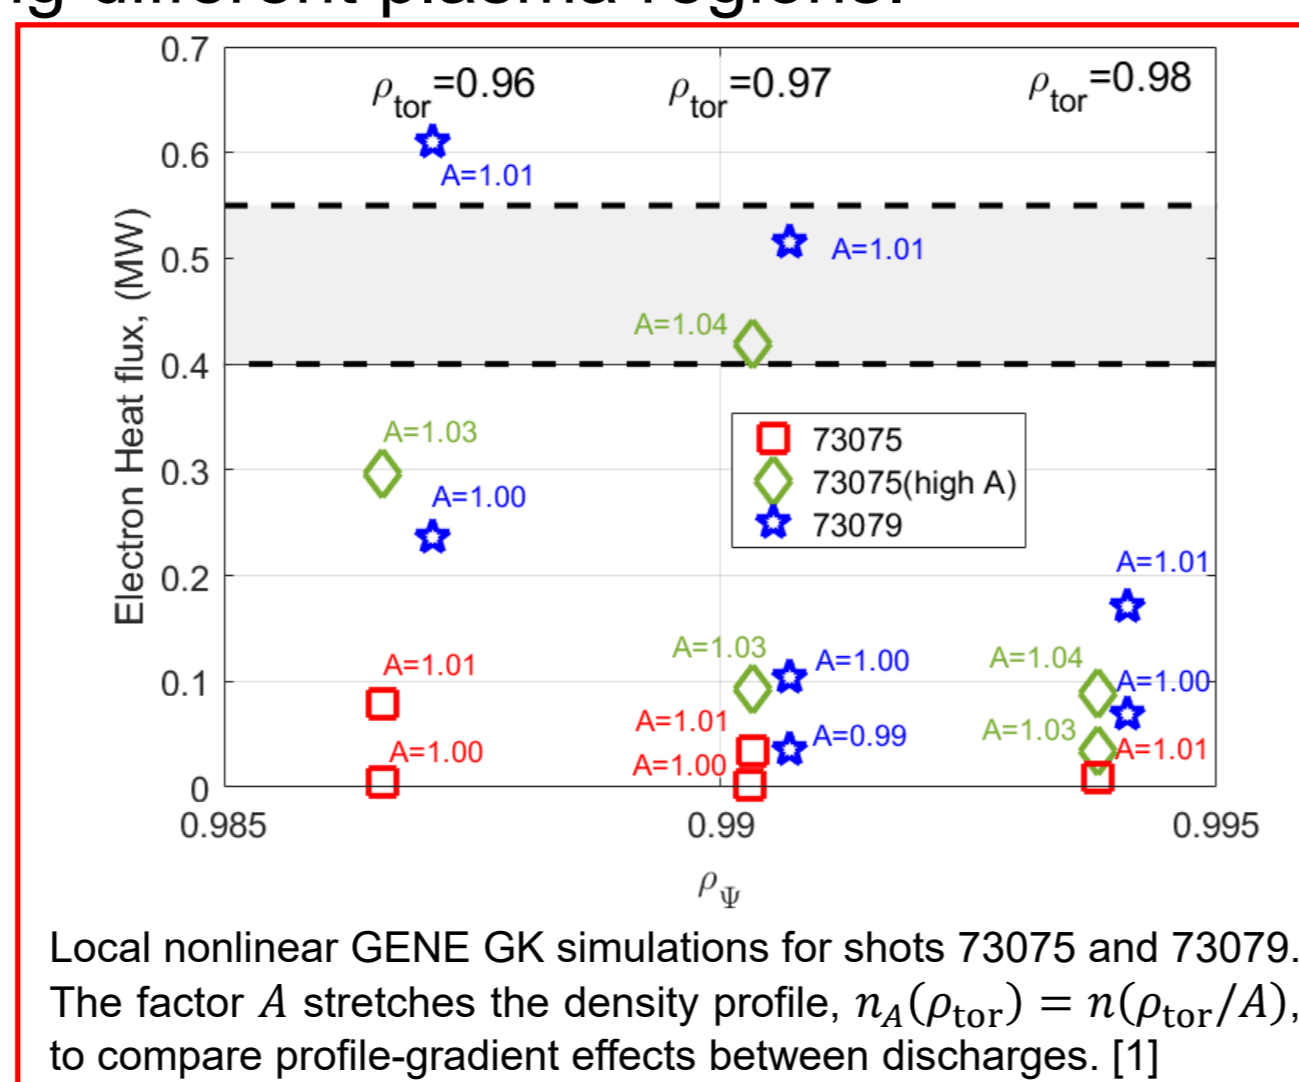 different plasma regions.
0.7
ρtor=0.96
ρtor=0.97
ρtor=0.98
0.6
A=1.01
0.5
A=1.01
A=1.04
0.4
A=1.03
73075
0.3
73075(high A)
A=1.00
73079
0.2
A=1.01
A=1.03
A=1.00
A=1.04
A=1.01
A=1.00
0.1
A=1.01
A=0.99
A=1.03
A=1.01
A=1.00
A=1.00
0
0.985
0.99
0.995
Electron Heat flux, (MW)
ρΨ
Local nonlinear GENE GK simulations for shots 73075 and 73079.
The factor A stretches the density profile, nA(ρtor) = n(ρtor/A),
to compare profile-gradient effects between discharges. [1]